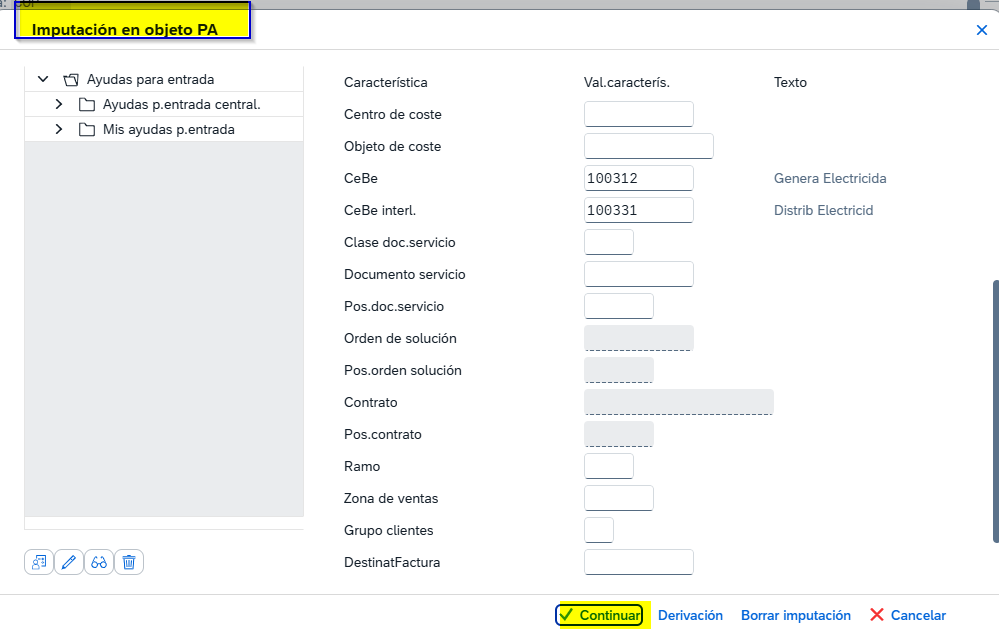 Imputación en objeto PA
Ayudas para entrada
Ayudas p.entrada central.
Mis ayudas p.entrada
Característica Val.caracterís. Texto
Centro de coste
Objeto de coste
CeBe 100312 Genera Electricida
CeBe interl. 100331 Distrib Electricid
Clase doc.servicio
Documento servicio
Pos.doc.servicio
Orden de solución
Pos.orden solución
Contrato
Pos.contrato
Ramo
Zona de ventas
Grupo clientes
DestinatFactura
Continuar Derivación Borrar imputación Cancelar